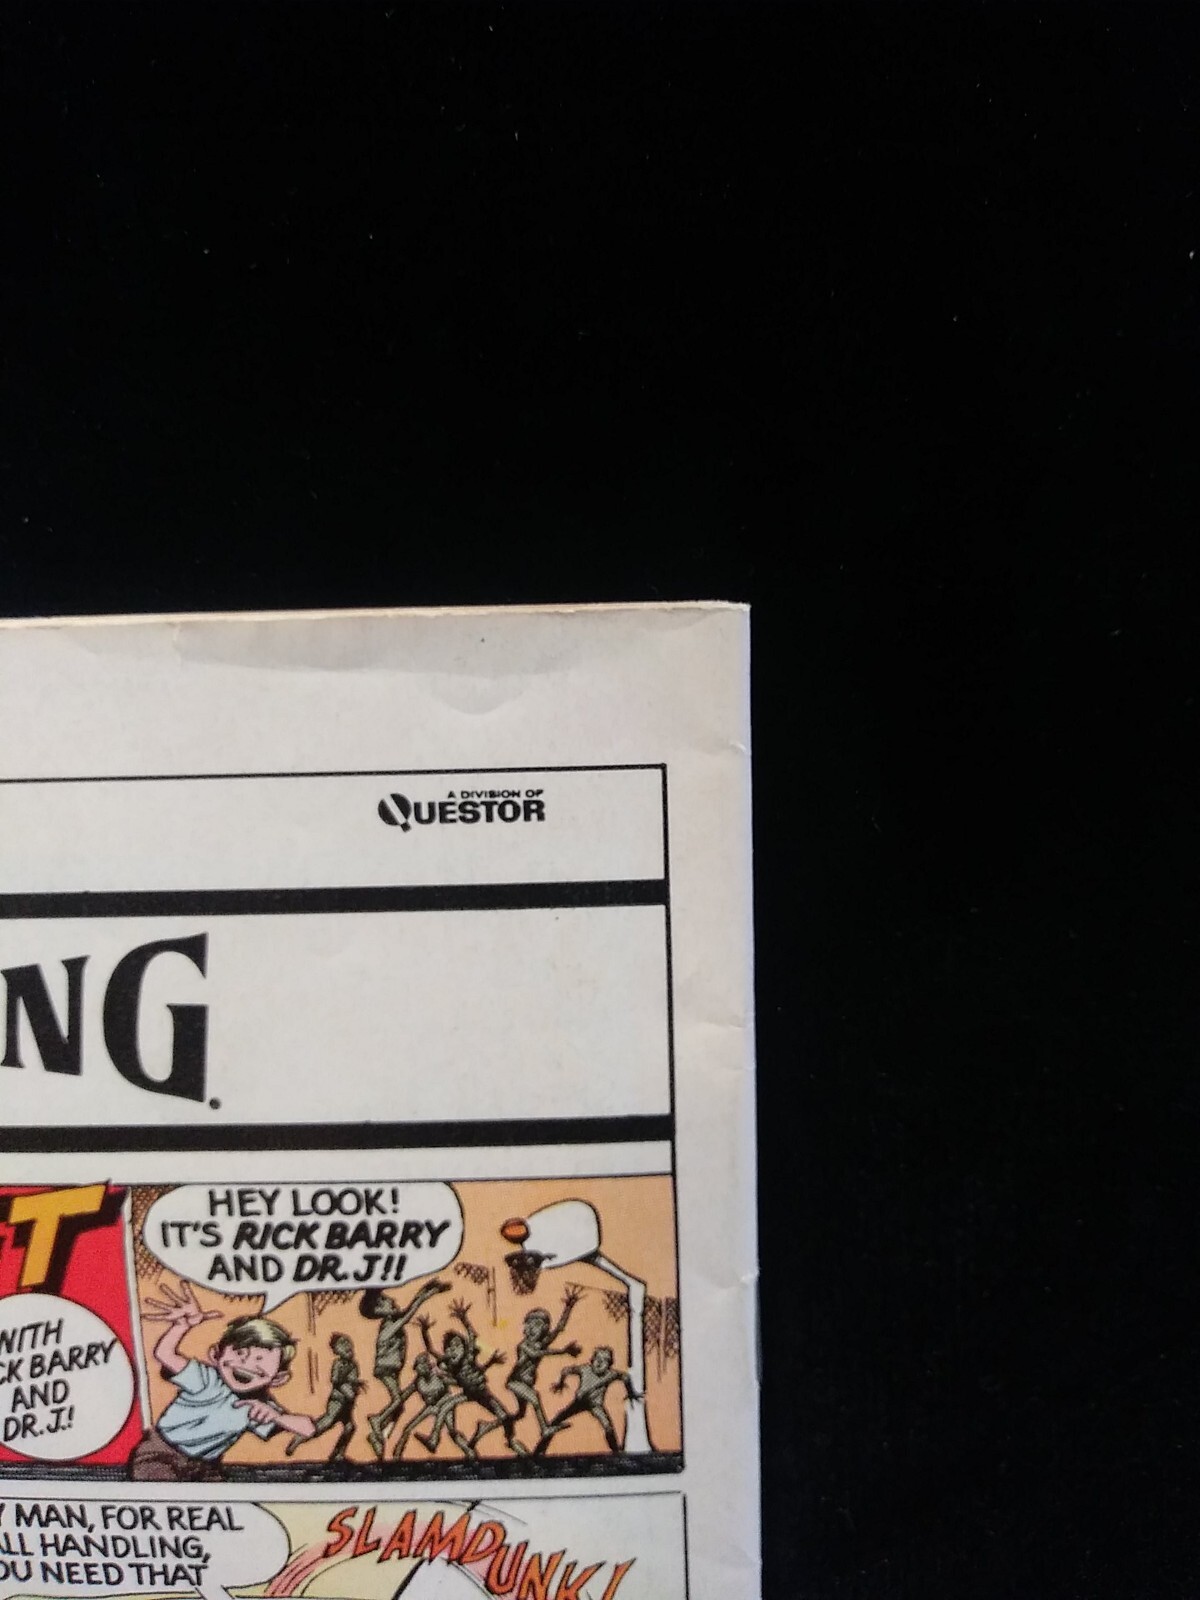 A DIVISION OF
QUESTOR
NG.
T
HEY LOOK!
IT'S RICK BARRY
AND DR. J!!
WITH
CK BARRY
AND
DR. J.!
Y MAN, FOR REAL
ALL HANDLING,
OU NEED THAT
SLAMDUNK!